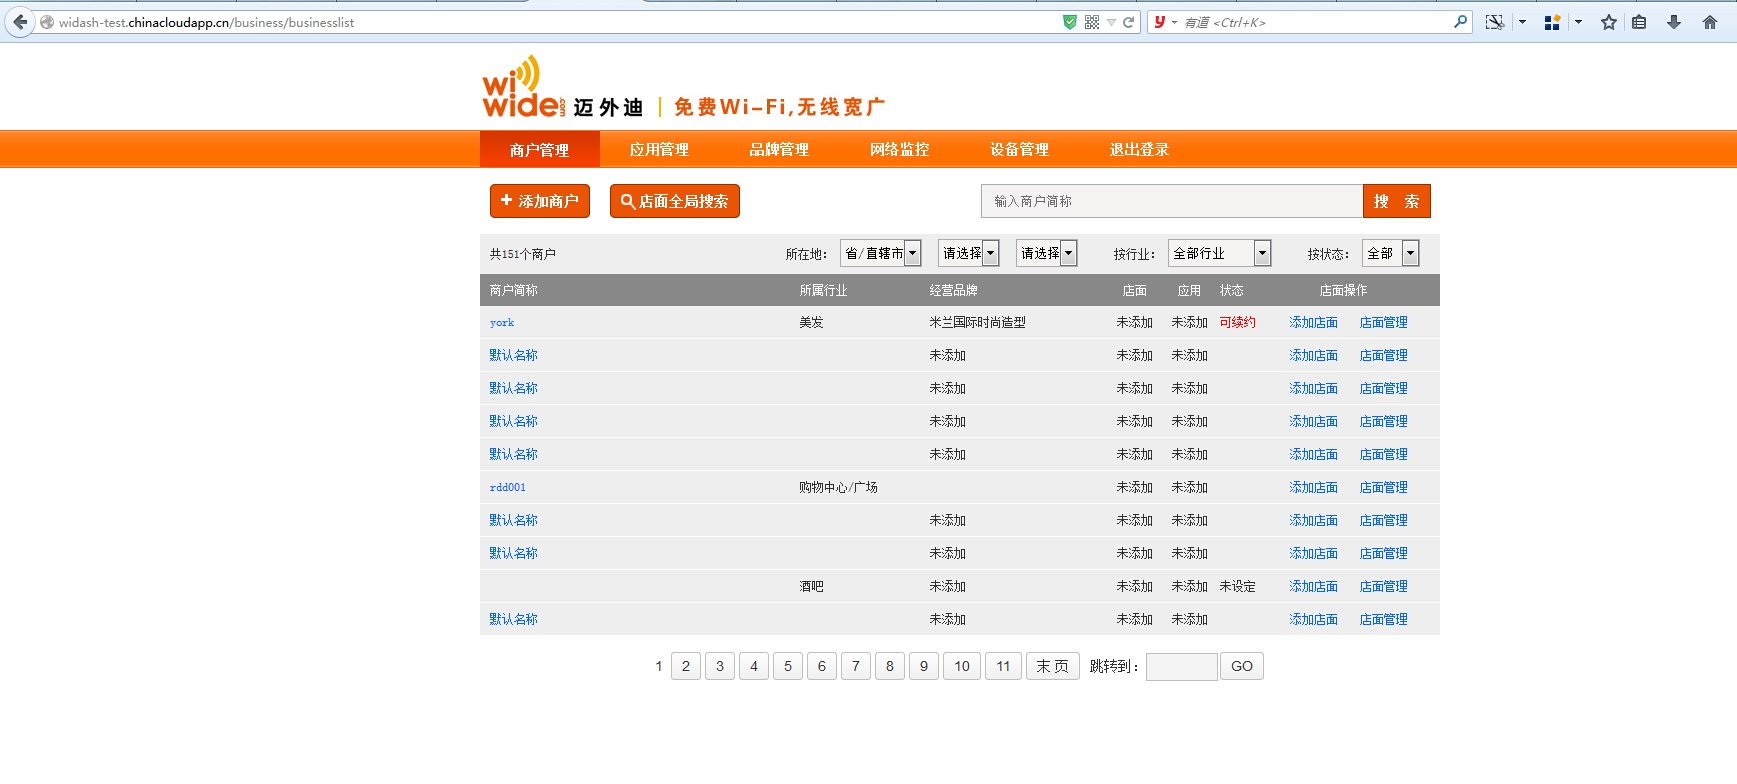 widash-test.chinacloudapp.cn/business/businesslist
有道 <Ctrl+K>
wi
wide.com 迈外迪 | 免费Wi-Fi,无线宽广
商户管理 应用管理 品牌管理 网络监控 设备管理 退出登录
+ 添加商户 店面全局搜索 输入商户简称 搜 索
共151个商户 所在地: 省/直辖市 请选择 请选择 按行业: 全部行业 按状态: 全部
商户简称 所属行业 经营品牌 店面 应用 状态 店面操作
york 美发 米兰国际时尚造型 未添加 未添加 可续约 添加店面 店面管理
默认名称 未添加 未添加 未添加 添加店面 店面管理
默认名称 未添加 未添加 未添加 添加店面 店面管理
默认名称 未添加 未添加 未添加 添加店面 店面管理
默认名称 未添加 未添加 未添加 添加店面 店面管理
rdd001 购物中心/广场 未添加 未添加 添加店面 店面管理
默认名称 未添加 未添加 未添加 添加店面 店面管理
默认名称 未添加 未添加 未添加 添加店面 店面管理
酒吧 未添加 未添加 未添加 未设定 添加店面 店面管理
默认名称 未添加 未添加 未添加 添加店面 店面管理
1 2 3 4 5 6 7 8 9 10 11 末 页 跳转到: GO